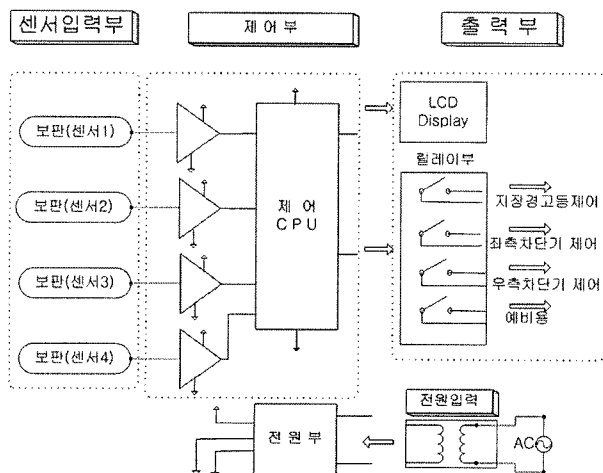 센서입력부
제 어 부
출 력 부
보판(센서1)
보판(센서2)
보판(센서3)
보판(센서4)
제 어
CPU
LCD
Display
릴레이부
지장경고등제어
좌측차단기 제어
우측차단기 제어
예비용
전원입력
전 원 부
AC